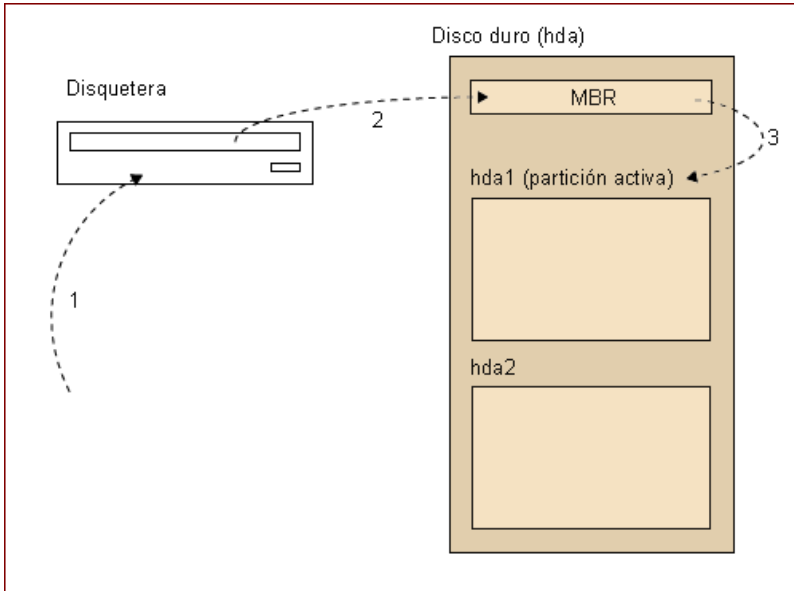 Disco duro (hda)
Disquetera
MBR
2
3
hda1 (partición activa)
1
hda2